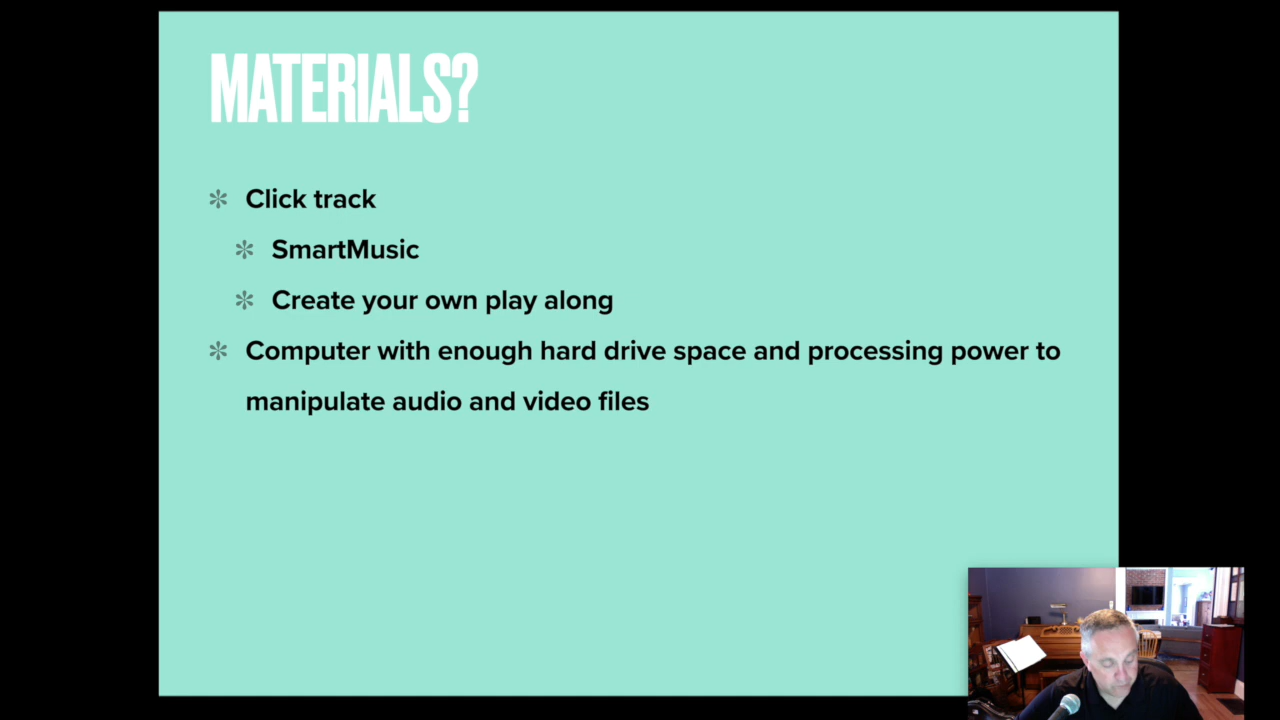 MATERIALS?
✼ Click track
✼ SmartMusic
✼ Create your own play along
✼ Computer with enough hard drive space and processing power to
manipulate audio and video files